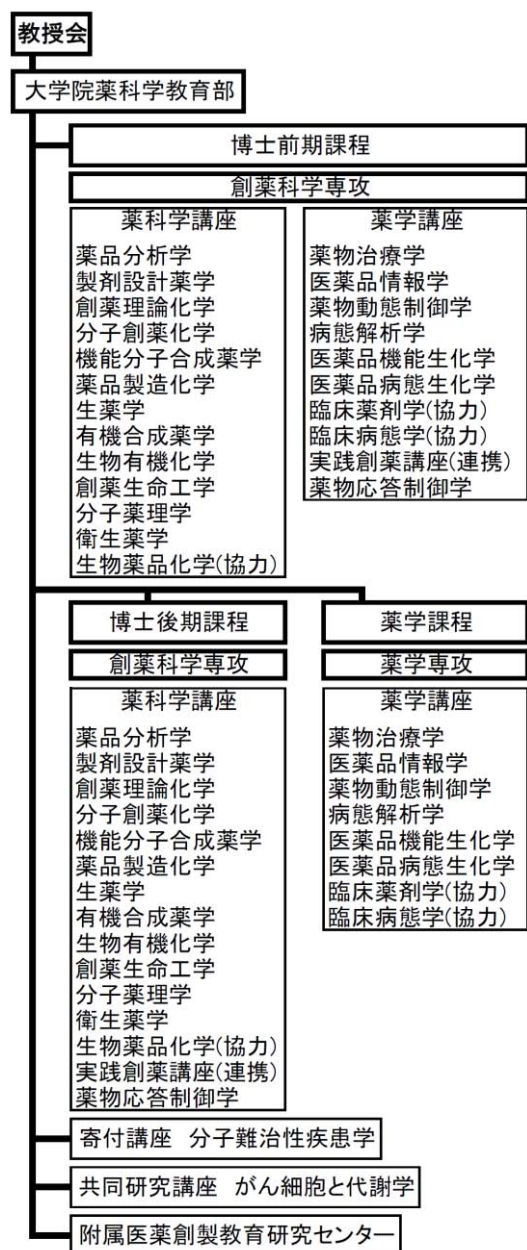 教授会
大学院薬科学教育部
博士前期課程
創薬科学専攻
薬科学講座
薬品分析学
製剤設計薬学
創薬理論化学
分子創薬化学
機能分子合成薬学
薬品製造化学
生薬学
有機合成薬学
生物有機化学
創薬生命工学
分子薬理学
衛生薬学
生物薬品化学(協力)
薬学講座
薬物治療学
医薬品情報学
薬物動態制御学
病態解析学
医薬品機能生化学
医薬品病態生化学
臨床薬剤学(協力)
臨床病態学(協力)
実践創薬講座(連携)
薬物応答制御学
博士後期課程
創薬科学専攻
薬科学講座
薬品分析学
製剤設計薬学
創薬理論化学
分子創薬化学
機能分子合成薬学
薬品製造化学
生薬学
有機合成薬学
生物有機化学
創薬生命工学
分子薬理学
衛生薬学
生物薬品化学(協力)
実践創薬講座(連携)
薬物応答制御学
薬学課程
薬学専攻
薬学講座
薬物治療学
医薬品情報学
薬物動態制御学
病態解析学
医薬品機能生化学
医薬品病態生化学
臨床薬剤学(協力)
臨床病態学(協力)
寄付講座 分子難治性疾患学
共同研究講座 がん細胞と代謝学
附属医薬創製教育研究センター